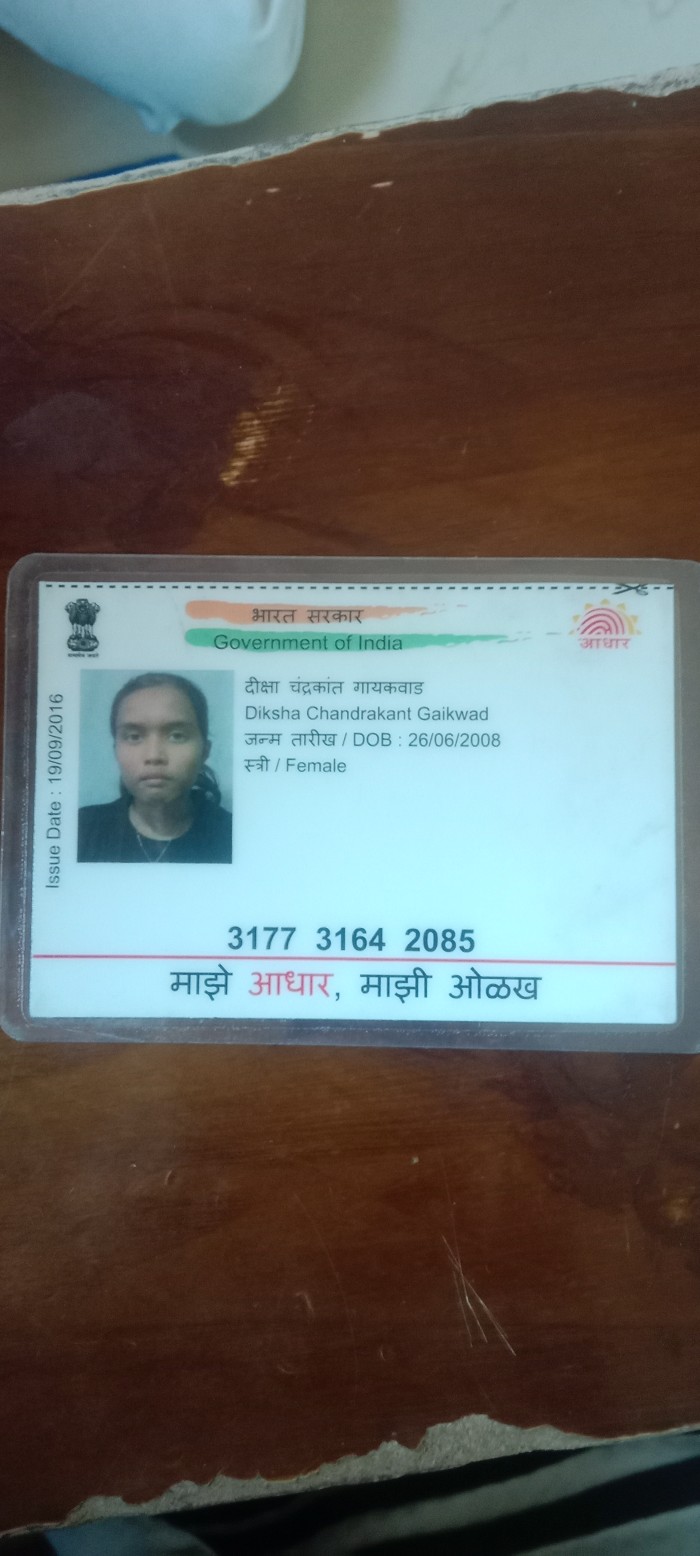 भारत सरकार
Government of India
आधार
Issue Date : 19/09/2016
दीक्षा चंद्रकांत गायकवाड
Diksha Chandrakant Gaikwad
जन्म तारीख / DOB : 26/06/2008
स्त्री / Female
3177 3164 2085
माझे आधार, माझी ओळख